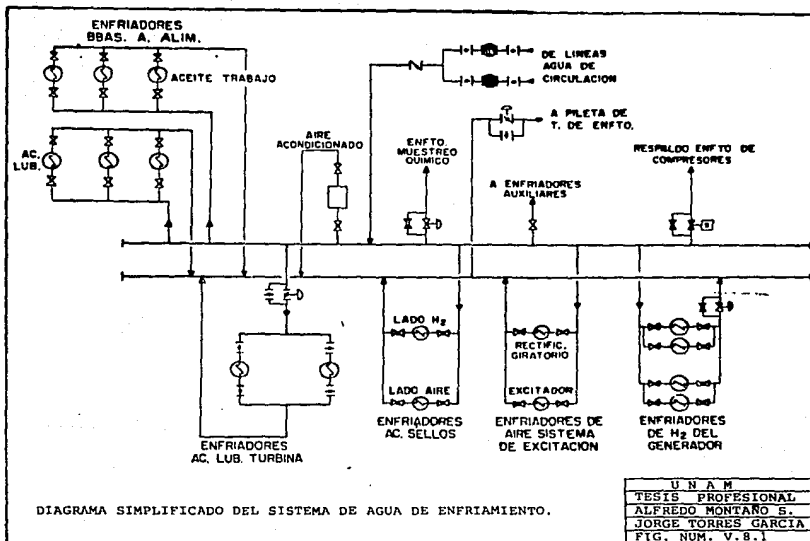 ENFRIADORES
BBAS. A. ALIM.
ACEITE TRABAJO
AC.
LUB.
AIRE
ACONDICIONADO
ENFTO.
MUESTREO
QUIMICO
DE LINEAS
AGUA DE
CIRCULACION
A PILETA DE
T. DE ENFTO.
A ENFRIADORES
AUXILIARES
RESPALDO ENFTO DE
COMPRESORES
LADO H2
LADO AIRE
ENFRIADORES
AC. SELLOS
RECTIFIC.
GIRATORIO
EXCITADOR
ENFRIADORES DE
AIRE SISTEMA
DE EXCITACION
ENFRIADORES
DE H2 DEL
GENERADOR
ENFRIADORES
AC. LUB. TURBINA
DIAGRAMA SIMPLIFICADO DEL SISTEMA DE AGUA DE ENFRIAMIENTO.
U N A M
TESIS PROFESIONAL
ALFREDO MONTAÑO S.
JORGE TORRES GARCIA
FIG. NUM. V.8.1